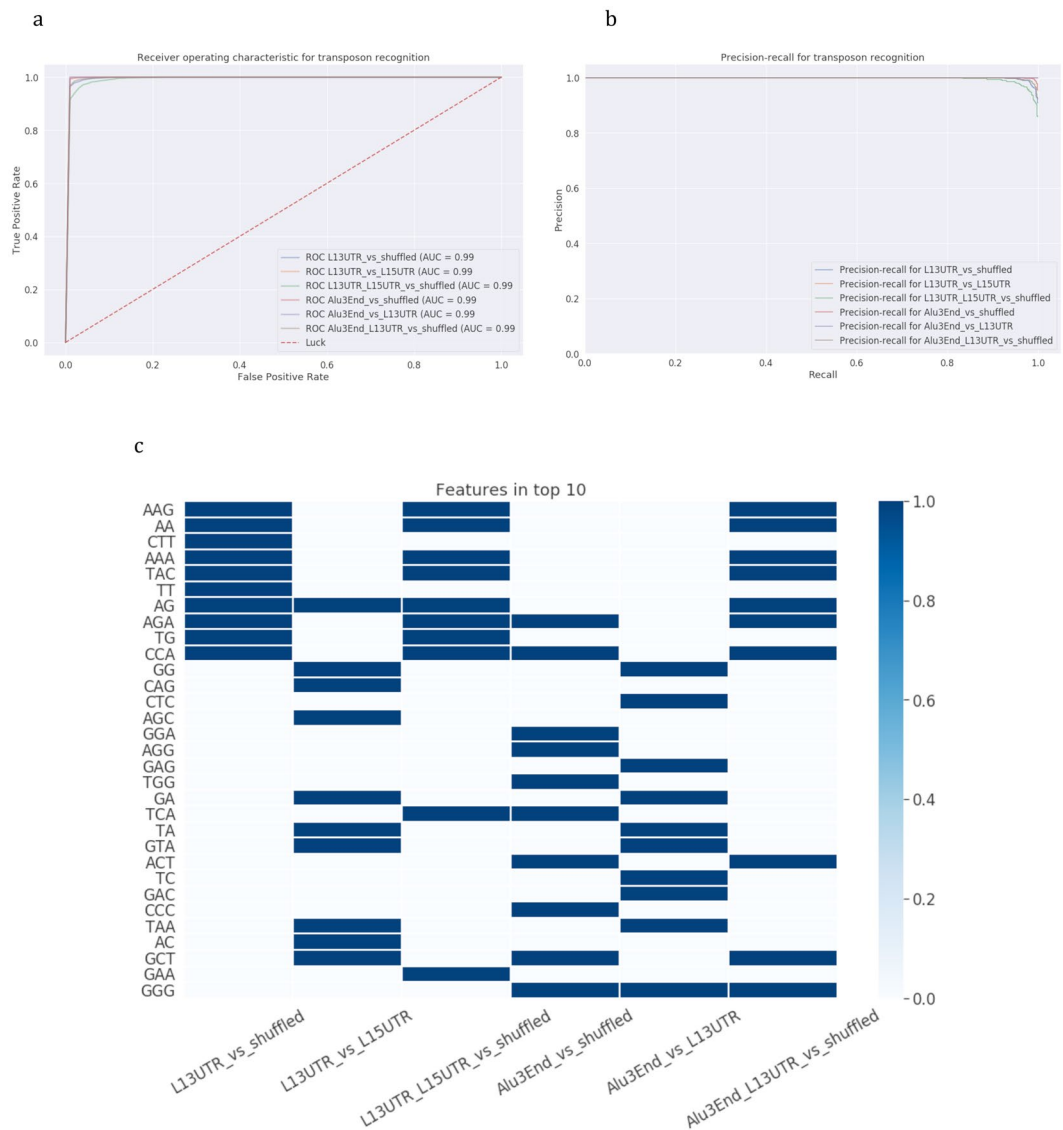 a
Receiver operating characteristic for transposon recognition
True Positive Rate
1.0
0.8
0.6
0.4
0.2
0.0
ROC L13UTR_vs_shuffled (AUC = 0.99
ROC L13UTR_vs_L15UTR (AUC = 0.99
ROC L13UTR_L15UTR_vs_shuffled (AUC = 0.99
ROC Alu3End_vs_shuffled (AUC = 0.99
ROC Alu3End_vs_L13UTR (AUC = 0.99
ROC Alu3End_L13UTR_vs_shuffled (AUC = 0.99
Luck
0.0 0.2 0.4 0.6 0.8 1.0
False Positive Rate
b
Precision-recall for transposon recognition
Precision
1.0
0.8
0.6
0.4
0.2
0.0
Precision-recall for L13UTR_vs_shuffled
Precision-recall for L13UTR_vs_L15UTR
Precision-recall for L13UTR_L15UTR_vs_shuffled
Precision-recall for Alu3End_vs_shuffled
Precision-recall for Alu3End_vs_L13UTR
Precision-recall for Alu3End_L13UTR_vs_shuffled
0.0 0.2 0.4 0.6 0.8 1.0
Recall
c
Features in top 10
AAG
AA
CTT
AAA
TAC
TT
AG
AGA
TG
CCA
GG
CAG
CTC
AGC
GGA
AGG
GAG
TGG
GA
TCA
TA
GTA
ACT
TC
GAC
CCC
TAA
AC
GCT
GAA
GGG
L13UTR_vs_shuffled
L13UTR_vs_L15UTR
L13UTR_L15UTR_vs_shuffled
Alu3End_vs_shuffled
Alu3End_vs_L13UTR
Alu3End_L13UTR_vs_shuffled
1.0
0.8
0.6
0.4
0.2
0.0